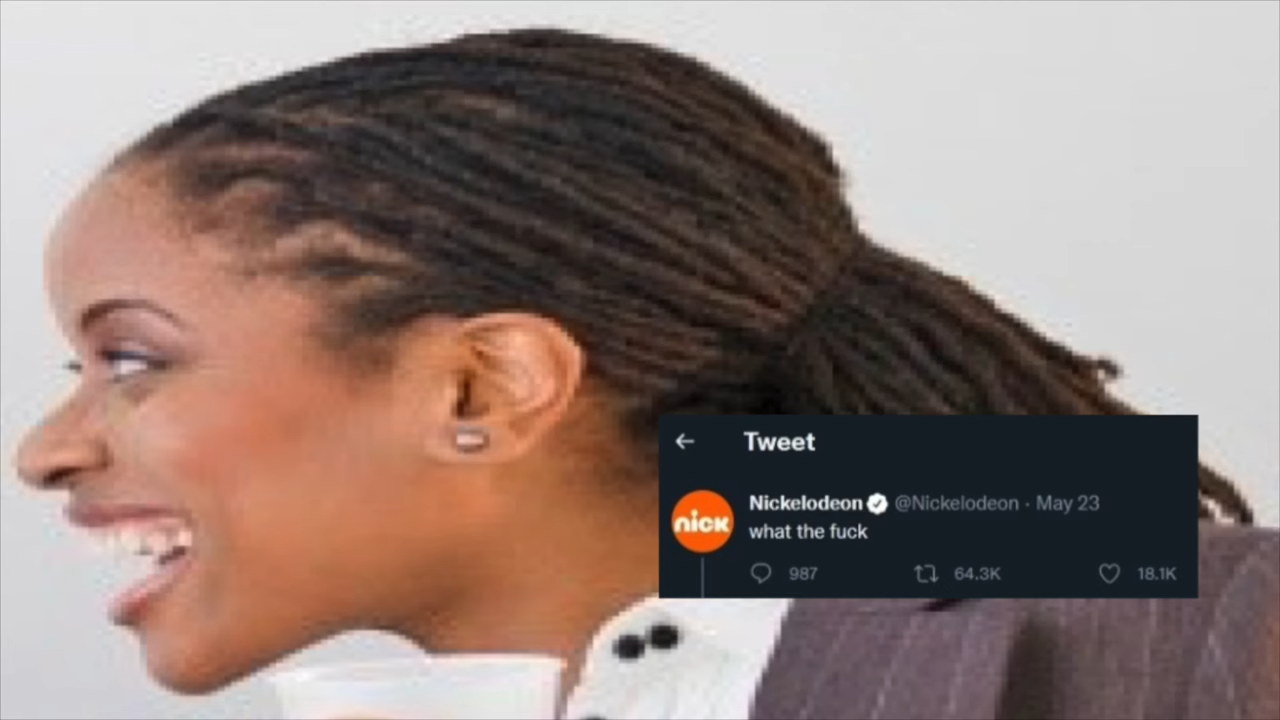 Tweet
Nickelodeon @Nickelodeon · May 23
nick
what the fuck
987 64.3K 18.1K